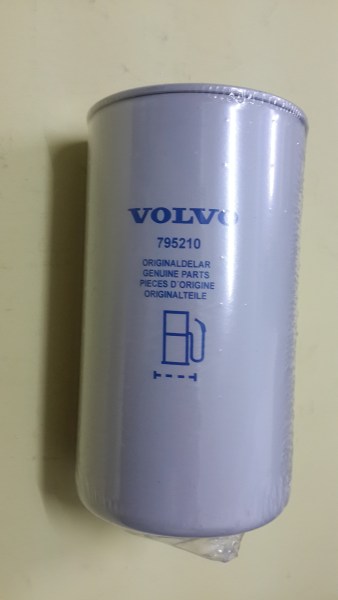 VOLVO
795210
ORIGINALDELAR
GENUINE PARTS
PIECES D'ORIGINE
ORIGINALTEILE